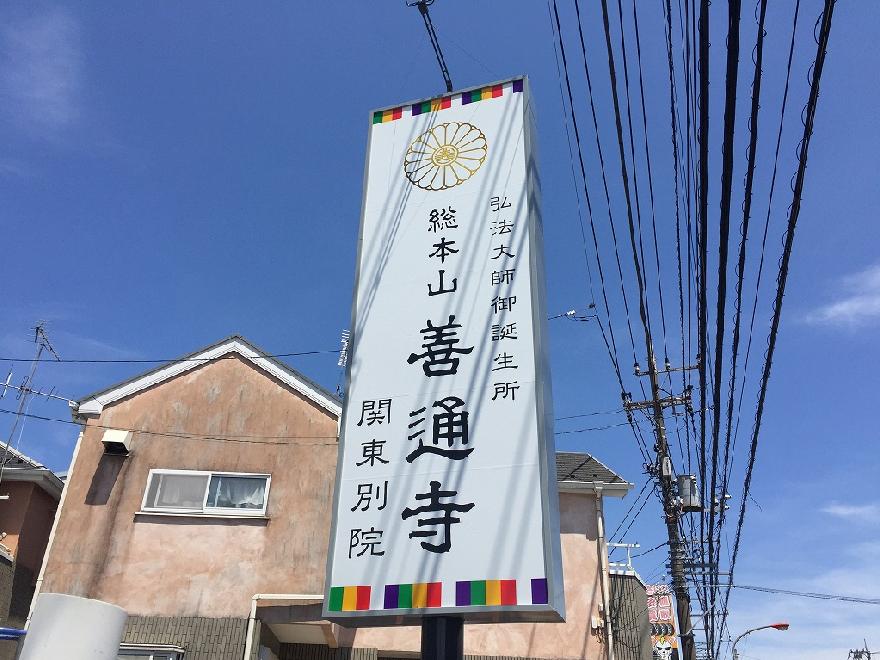 弘法大師御誕生所
総本山善通寺
関東別院